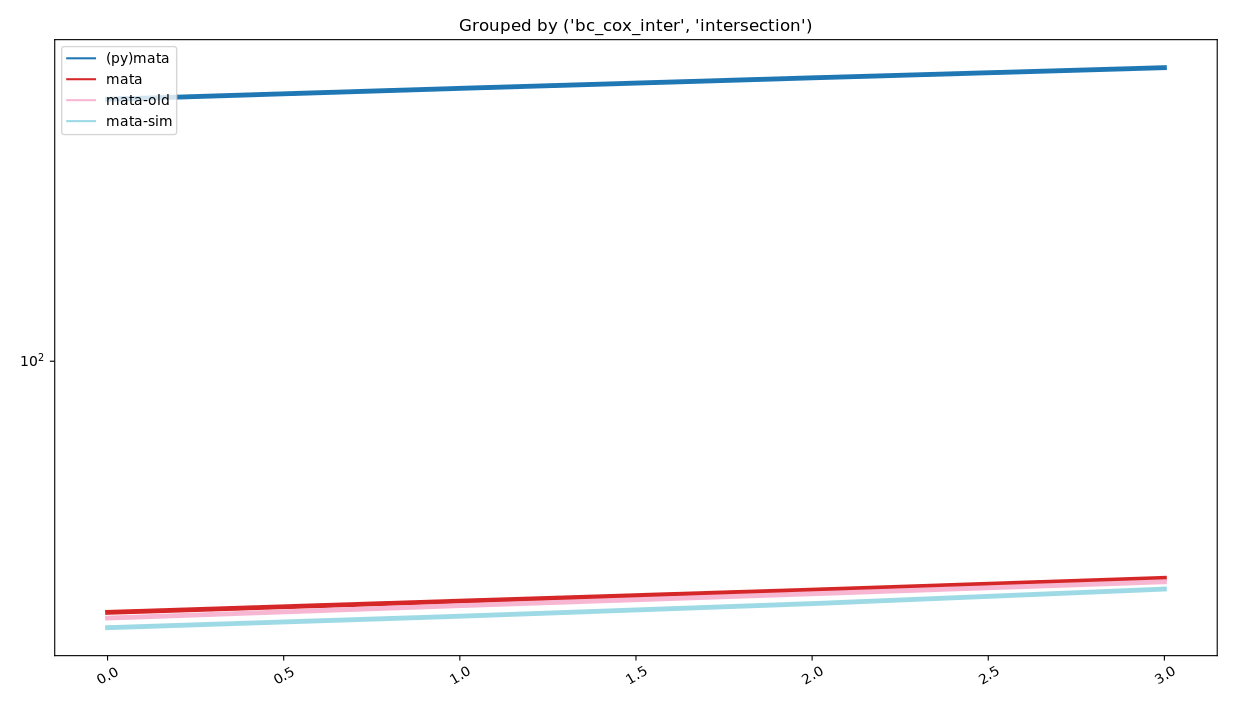 Grouped by ('bc_cox_inter', 'intersection')
(py)mata
mata
mata-old
mata-sim
10²
0.0
0.5
1.0
1.5
2.0
2.5
3.0